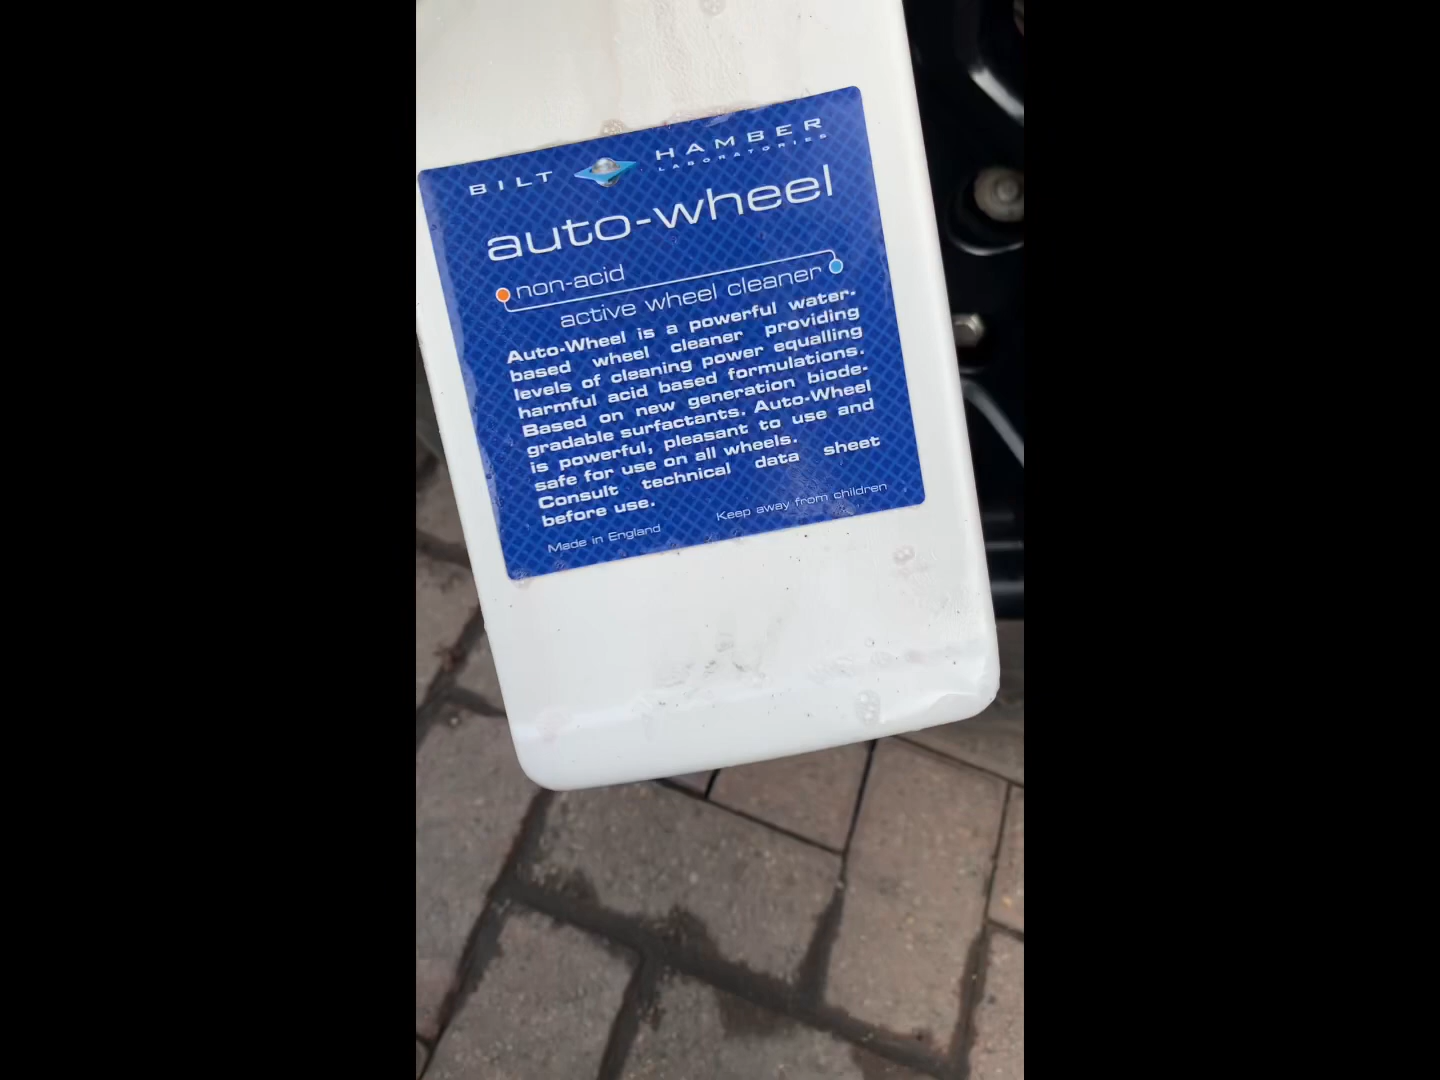 BILT HAMBER
LABORATORIES
auto-wheel
non-acid
active wheel cleaner
Auto-Wheel is a powerful water-
based wheel cleaner providing
levels of cleaning power equalling
harmful acid based formulations.
Based on new generation biode-
gradable surfactants. Auto-Wheel
is powerful, pleasant to use and
safe for use on all wheels.
Consult technical data sheet
before use.
Made in England
Keep away from children